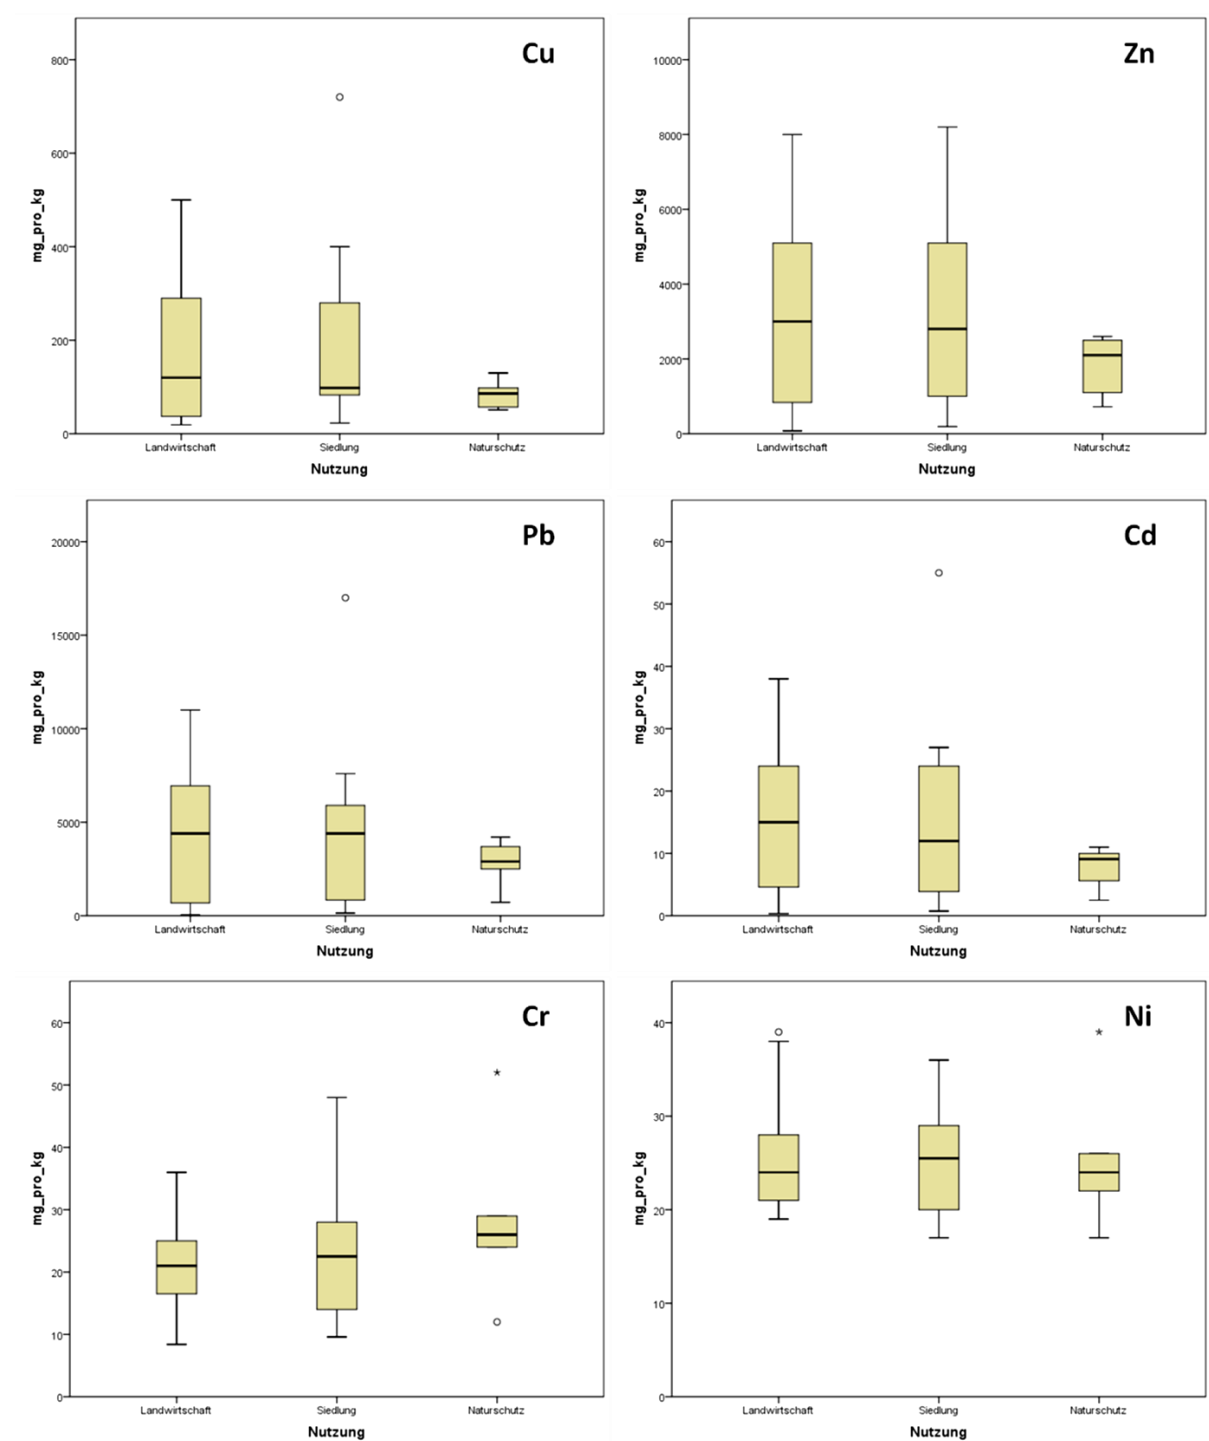 Cu
800
600
400
200
0
mg_pro_kg
Landwirtschaft Siedlung Naturschutz
Nutzung
Zn
10000
8000
6000
4000
2000
0
mg_pro_kg
Landwirtschaft Siedlung Naturschutz
Nutzung
Pb
20000
15000
10000
5000
0
mg_pro_kg
Landwirtschaft Siedlung Naturschutz
Nutzung
Cd
60
50
40
30
20
10
0
mg_pro_kg
Landwirtschaft Siedlung Naturschutz
Nutzung
Cr
60
50
40
30
20
10
0
mg_pro_kg
Landwirtschaft Siedlung Naturschutz
Nutzung
Ni
40
30
20
10
0
mg_pro_kg
Landwirtschaft Siedlung Naturschutz
Nutzung